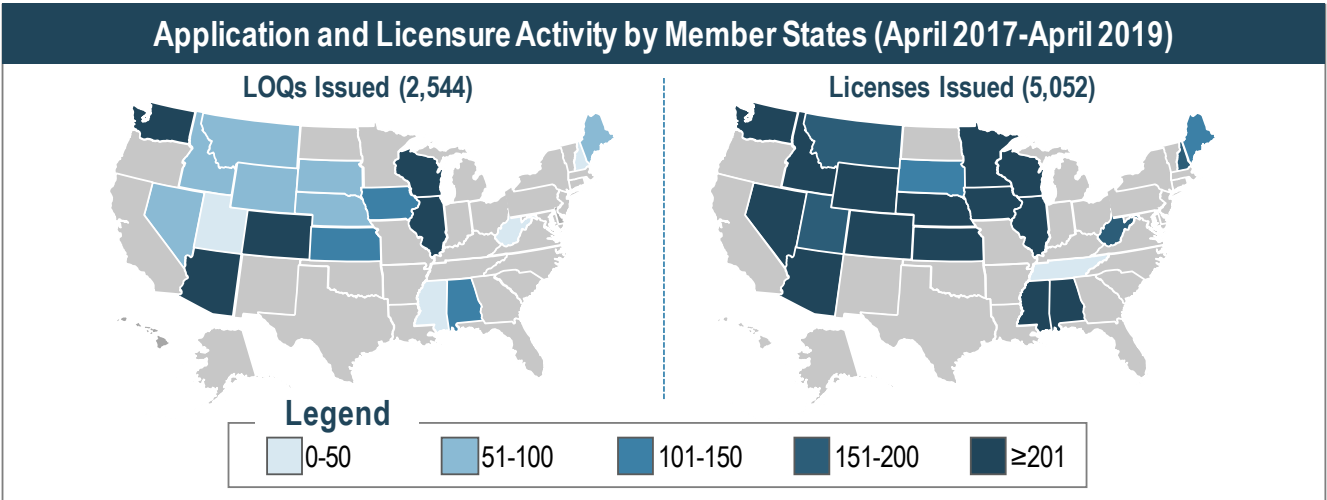 Application and Licensure Activity by Member States (April 2017-April 2019)
LOQs Issued (2,544)
Licenses Issued (5,052)
Legend
0-50
51-100
101-150
151-200
≥201